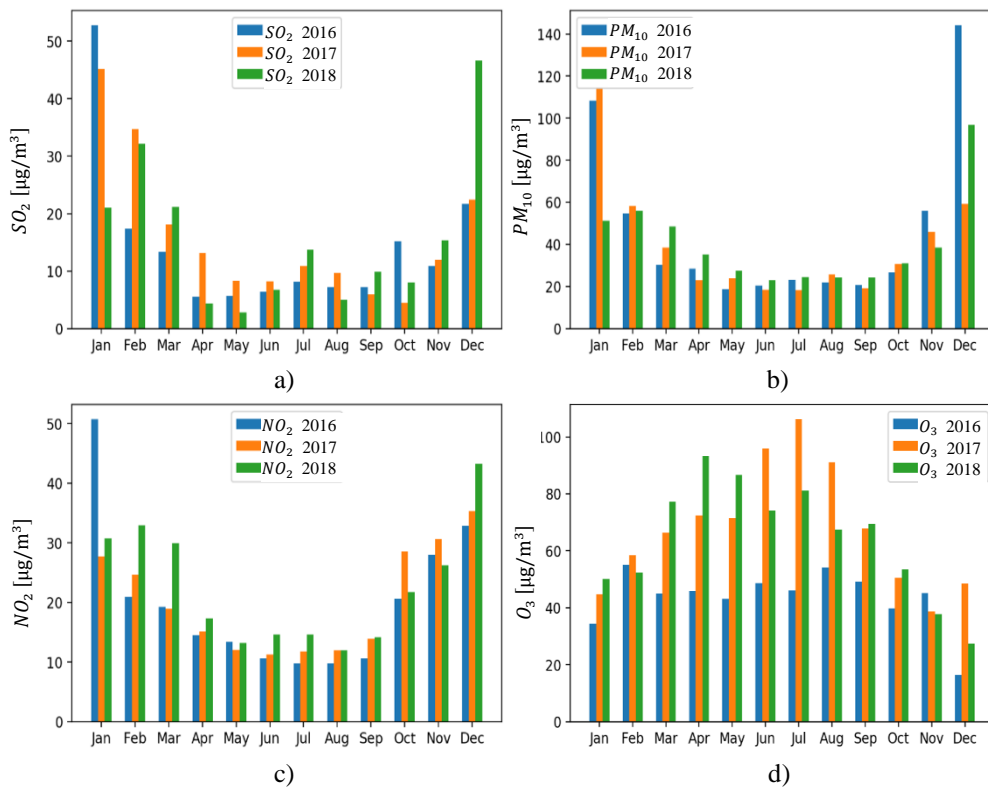 SO₂ [µg/m³]
50
40
30
20
10
0
SO₂ 2016
SO₂ 2017
SO₂ 2018
Jan Feb Mar Apr May Jun Jul Aug Sep Oct Nov Dec
a)
PM₁₀ [µg/m³]
140
120
100
80
60
40
20
0
PM₁₀ 2016
PM₁₀ 2017
PM₁₀ 2018
Jan Feb Mar Apr May Jun Jul Aug Sep Oct Nov Dec
b)
NO₂ [µg/m³]
50
40
30
20
10
0
NO₂ 2016
NO₂ 2017
NO₂ 2018
Jan Feb Mar Apr May Jun Jul Aug Sep Oct Nov Dec
c)
O₃ [µg/m³]
100
80
60
40
20
0
O₃ 2016
O₃ 2017
O₃ 2018
Jan Feb Mar Apr May Jun Jul Aug Sep Oct Nov Dec
d)